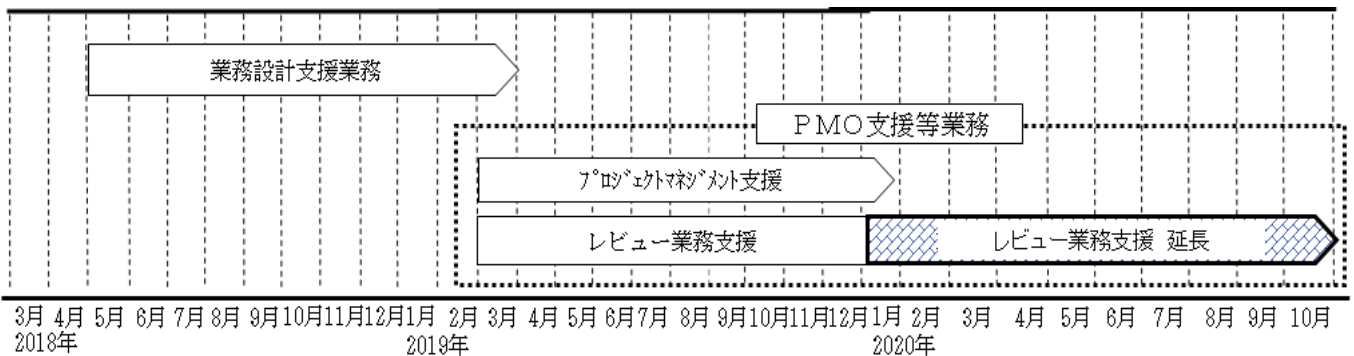 業務設計支援業務
ＰＭＯ支援等業務
ﾌﾟﾛｼﾞｪｸﾄﾏﾈｼﾞﾒﾝﾄ支援
レビュー業務支援
レビュー業務支援 延長
3月 4月 5月 6月 7月 8月 9月 10月 11月 12月 1月 2月 3月 4月 5月 6月 7月 8月 9月 10月 11月 12月 1月 2月 3月 4月 5月 6月 7月 8月 9月 10月
2018年 2019年 2020年